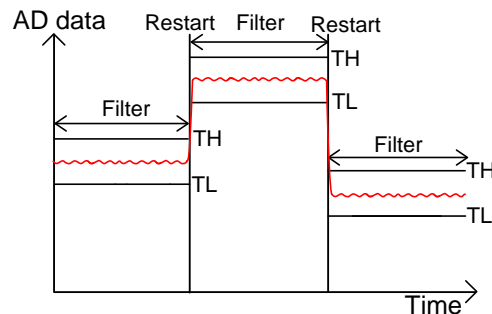 AD data
Restart
Filter
Restart
TH
TL
Filter
TH
TL
Filter
TH
TL
Time